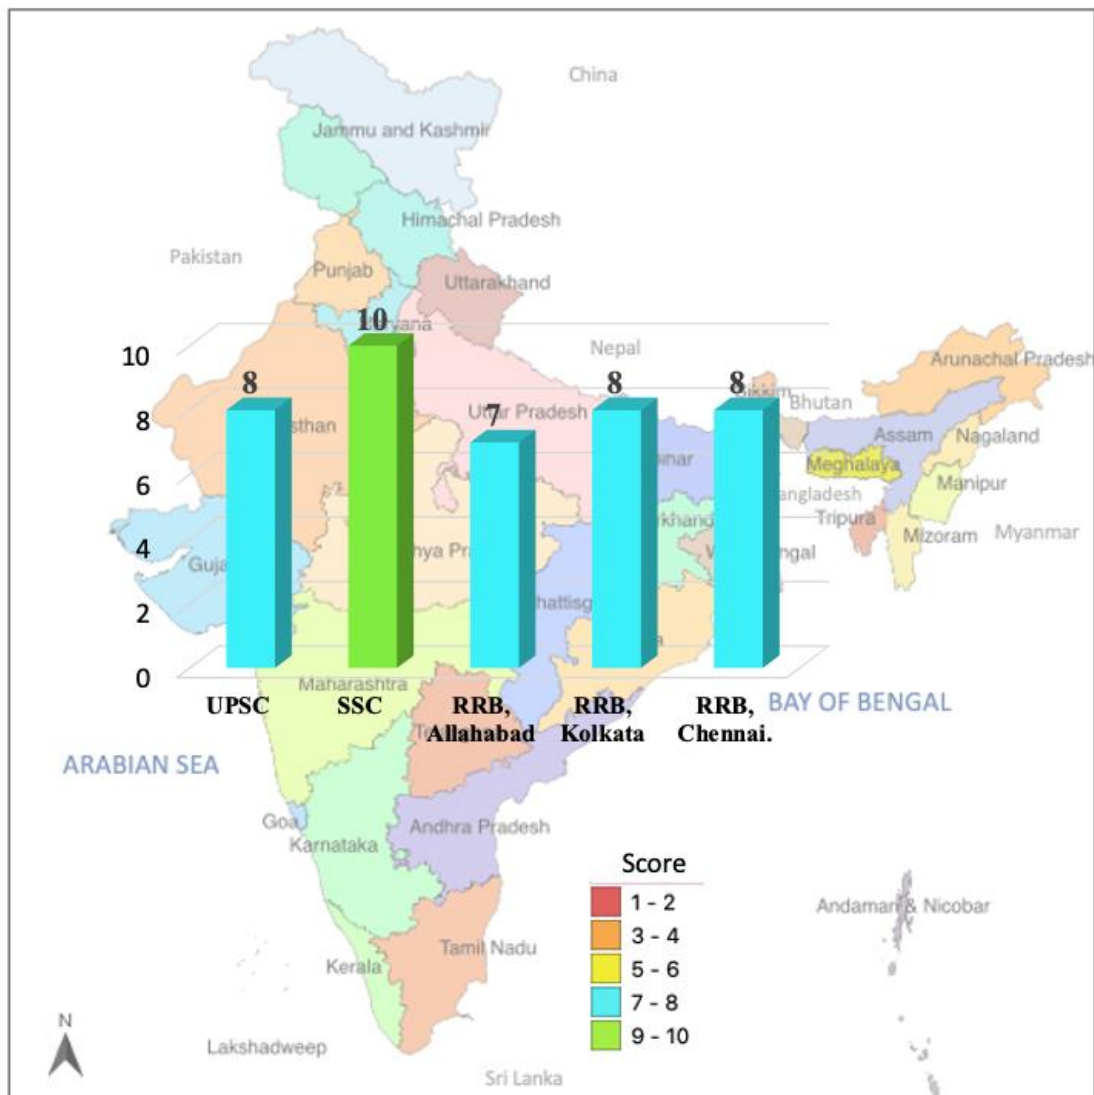 China
Jammu and Kashmir
Himachal Pradesh
Pakistan
Punjab
Uttarakhand
10
Nepal
10
Arunachal Pradesh
8
8
8
Bhutan
8
Uttar Pradesh
7
Assam
Nagaland
6
Meghalaya
Manipur
Tripura
Mizoram
Myanmar
4
2
0
Maharashtra
UPSC
SSC
RRB,
Allahabad
RRB,
Kolkata
RRB,
Chennai.
BAY OF BENGAL
ARABIAN SEA
Goa
Karnataka
Andhra Pradesh
Score
1 - 2
3 - 4
5 - 6
7 - 8
9 - 10
Andaman & Nicobar
Tamil Nadu
Kerala
N
Lakshadweep
Sri Lanka